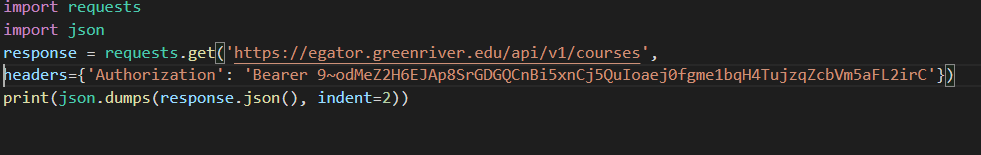 import requests
import json
response = requests.get('https://egator.greenriver.edu/api/v1/courses',
headers={'Authorization': 'Bearer 9~odMeZ2H6EJAp8SrGDGQCnBi5xnCj5QuIoaej0fgme1bqH4TujzqZcbVm5aFL2irC'})
print(json.dumps(response.json(), indent=2))